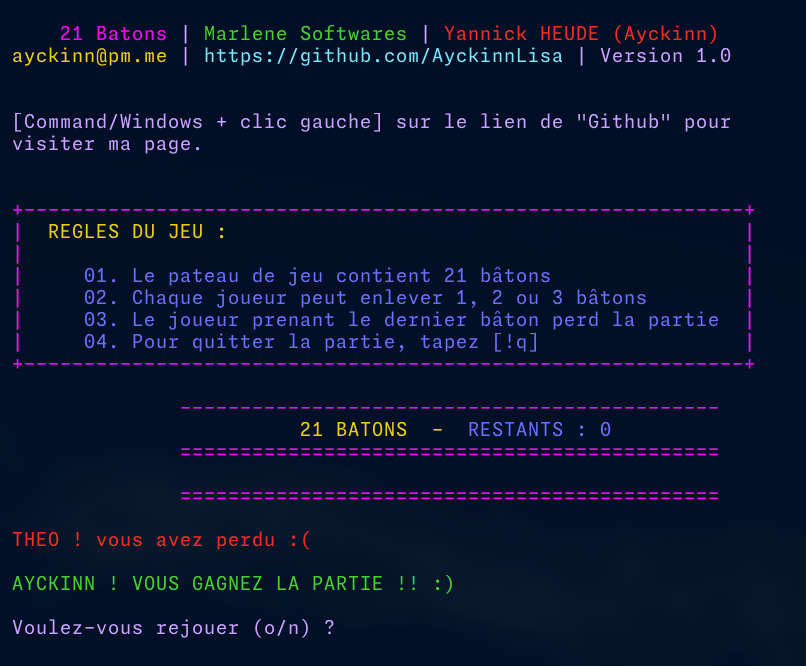 21 Batons | Marlene Softwares | Yannick HEUDE (Ayckinn)
ayckinn@pm.me | https://github.com/AyckinnLisa | Version 1.0
[Command/Windows + clic gauche] sur le lien de "Github" pour
visiter ma page.
+------------------------------------------------------------+
| REGLES DU JEU : |
| |
| 01. Le pateau de jeu contient 21 bâtons |
| 02. Chaque joueur peut enlever 1, 2 ou 3 bâtons |
| 03. Le joueur prenant le dernier bâton perd la partie |
| 04. Pour quitter la partie, tapez [!q] |
+------------------------------------------------------------+
---------------------------------------------
21 BATONS - RESTANTS : 0
=============================================
=============================================
THEO ! vous avez perdu :(
AYCKINN ! VOUS GAGNEZ LA PARTIE !! :)
Voulez-vous rejouer (o/n) ?